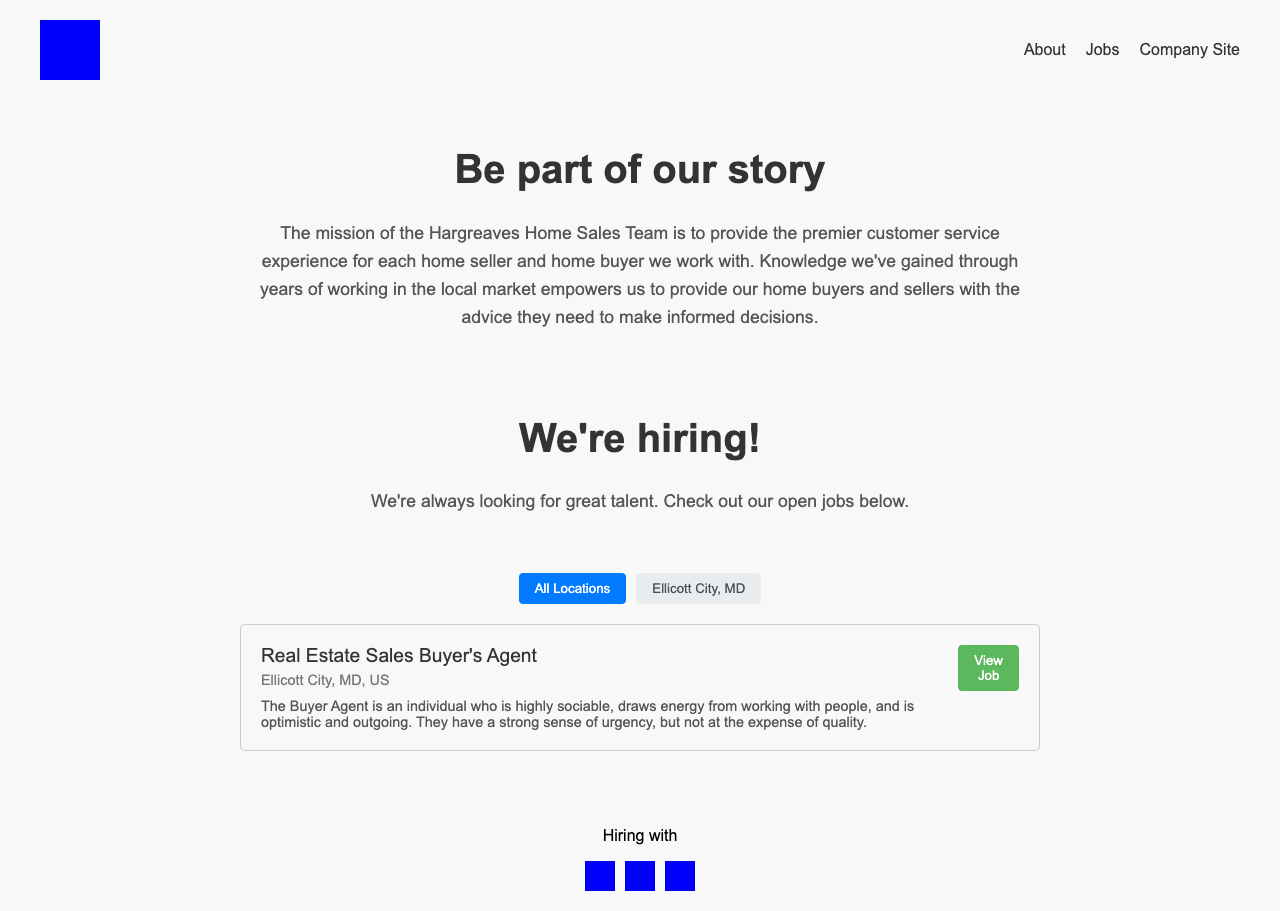 About Jobs Company Site
Be part of our story
The mission of the Hargreaves Home Sales Team is to provide the premier customer service
experience for each home seller and home buyer we work with. Knowledge we've gained through
years of working in the local market empowers us to provide our home buyers and sellers with the
advice they need to make informed decisions.
We're hiring!
We're always looking for great talent. Check out our open jobs below.
All Locations Ellicott City, MD
Real Estate Sales Buyer's Agent
Ellicott City, MD, US
The Buyer Agent is an individual who is highly sociable, draws energy from working with people, and is
optimistic and outgoing. They have a strong sense of urgency, but not at the expense of quality.
View
Job
Hiring with